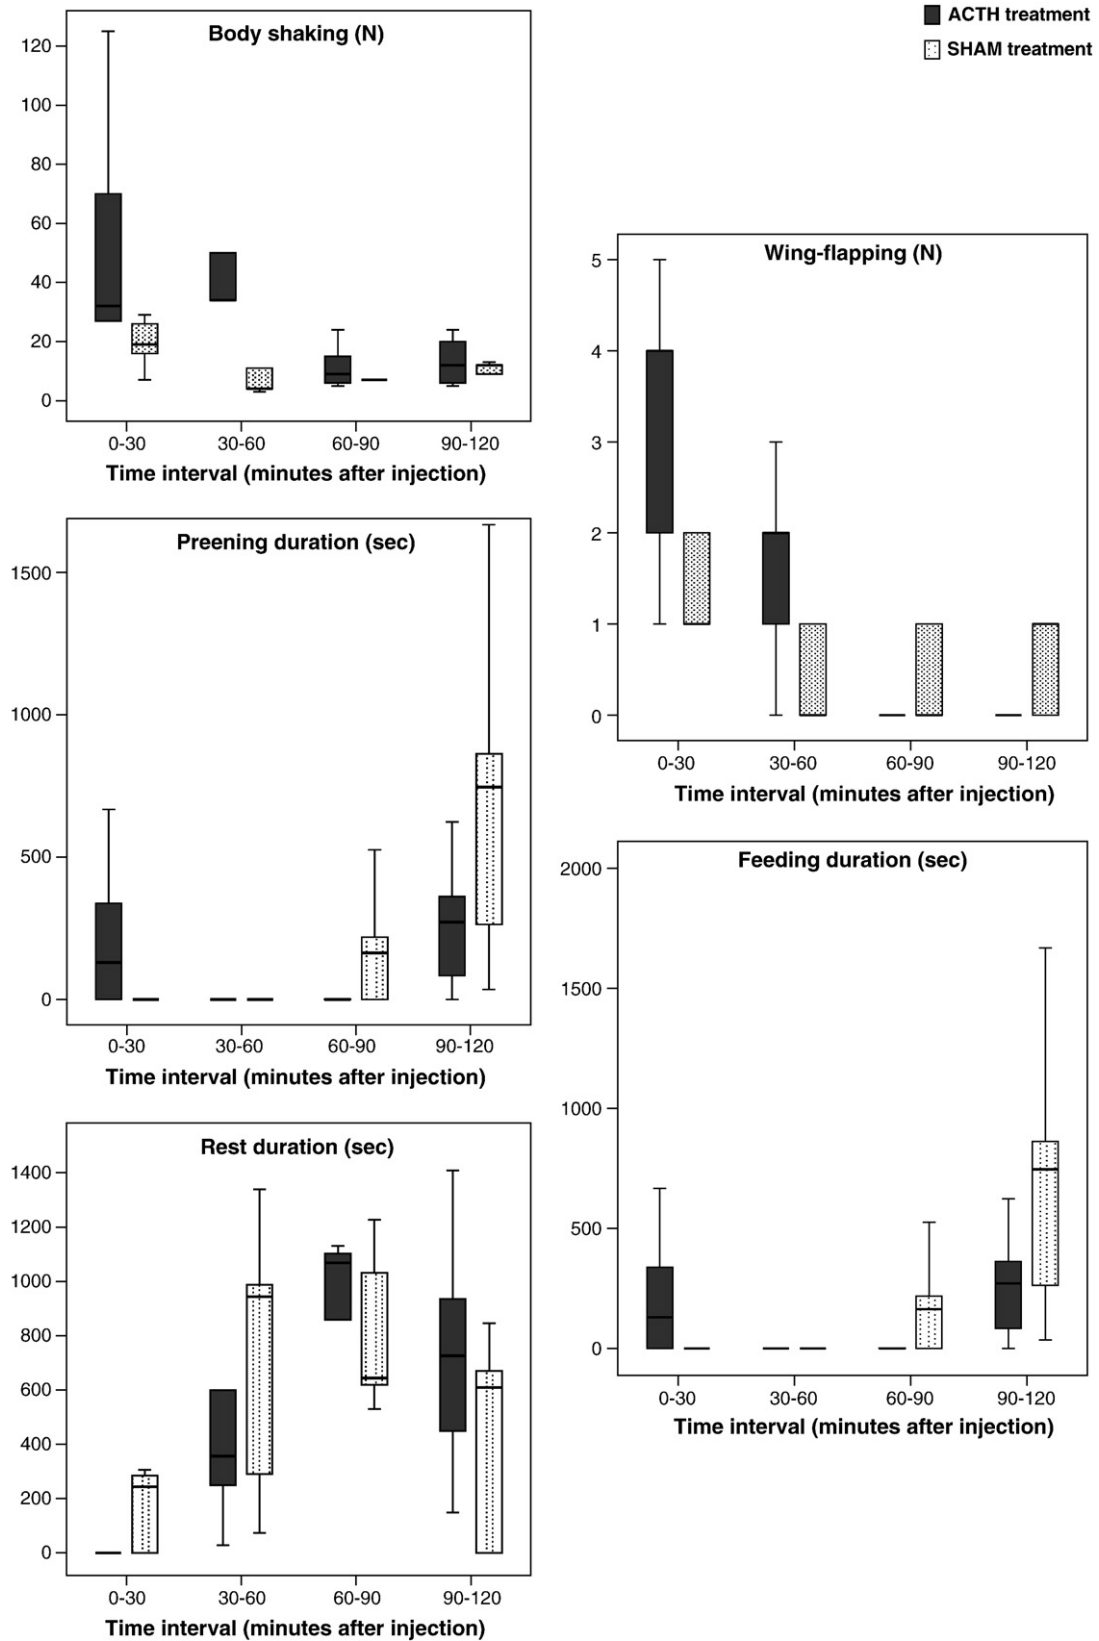 ACTH treatment
SHAM treatment
Body shaking (N)
120
100
80
60
40
20
0
0-30 30-60 60-90 90-120
Time interval (minutes after injection)
Wing-flapping (N)
5
4
3
2
1
0
0-30 30-60 60-90 90-120
Time interval (minutes after injection)
Preening duration (sec)
1500
1000
500
0
0-30 30-60 60-90 90-120
Time interval (minutes after injection)
Feeding duration (sec)
2000
1500
1000
500
0
0-30 30-60 60-90 90-120
Time interval (minutes after injection)
Rest duration (sec)
1400
1200
1000
800
600
400
200
0
0-30 30-60 60-90 90-120
Time interval (minutes after injection)